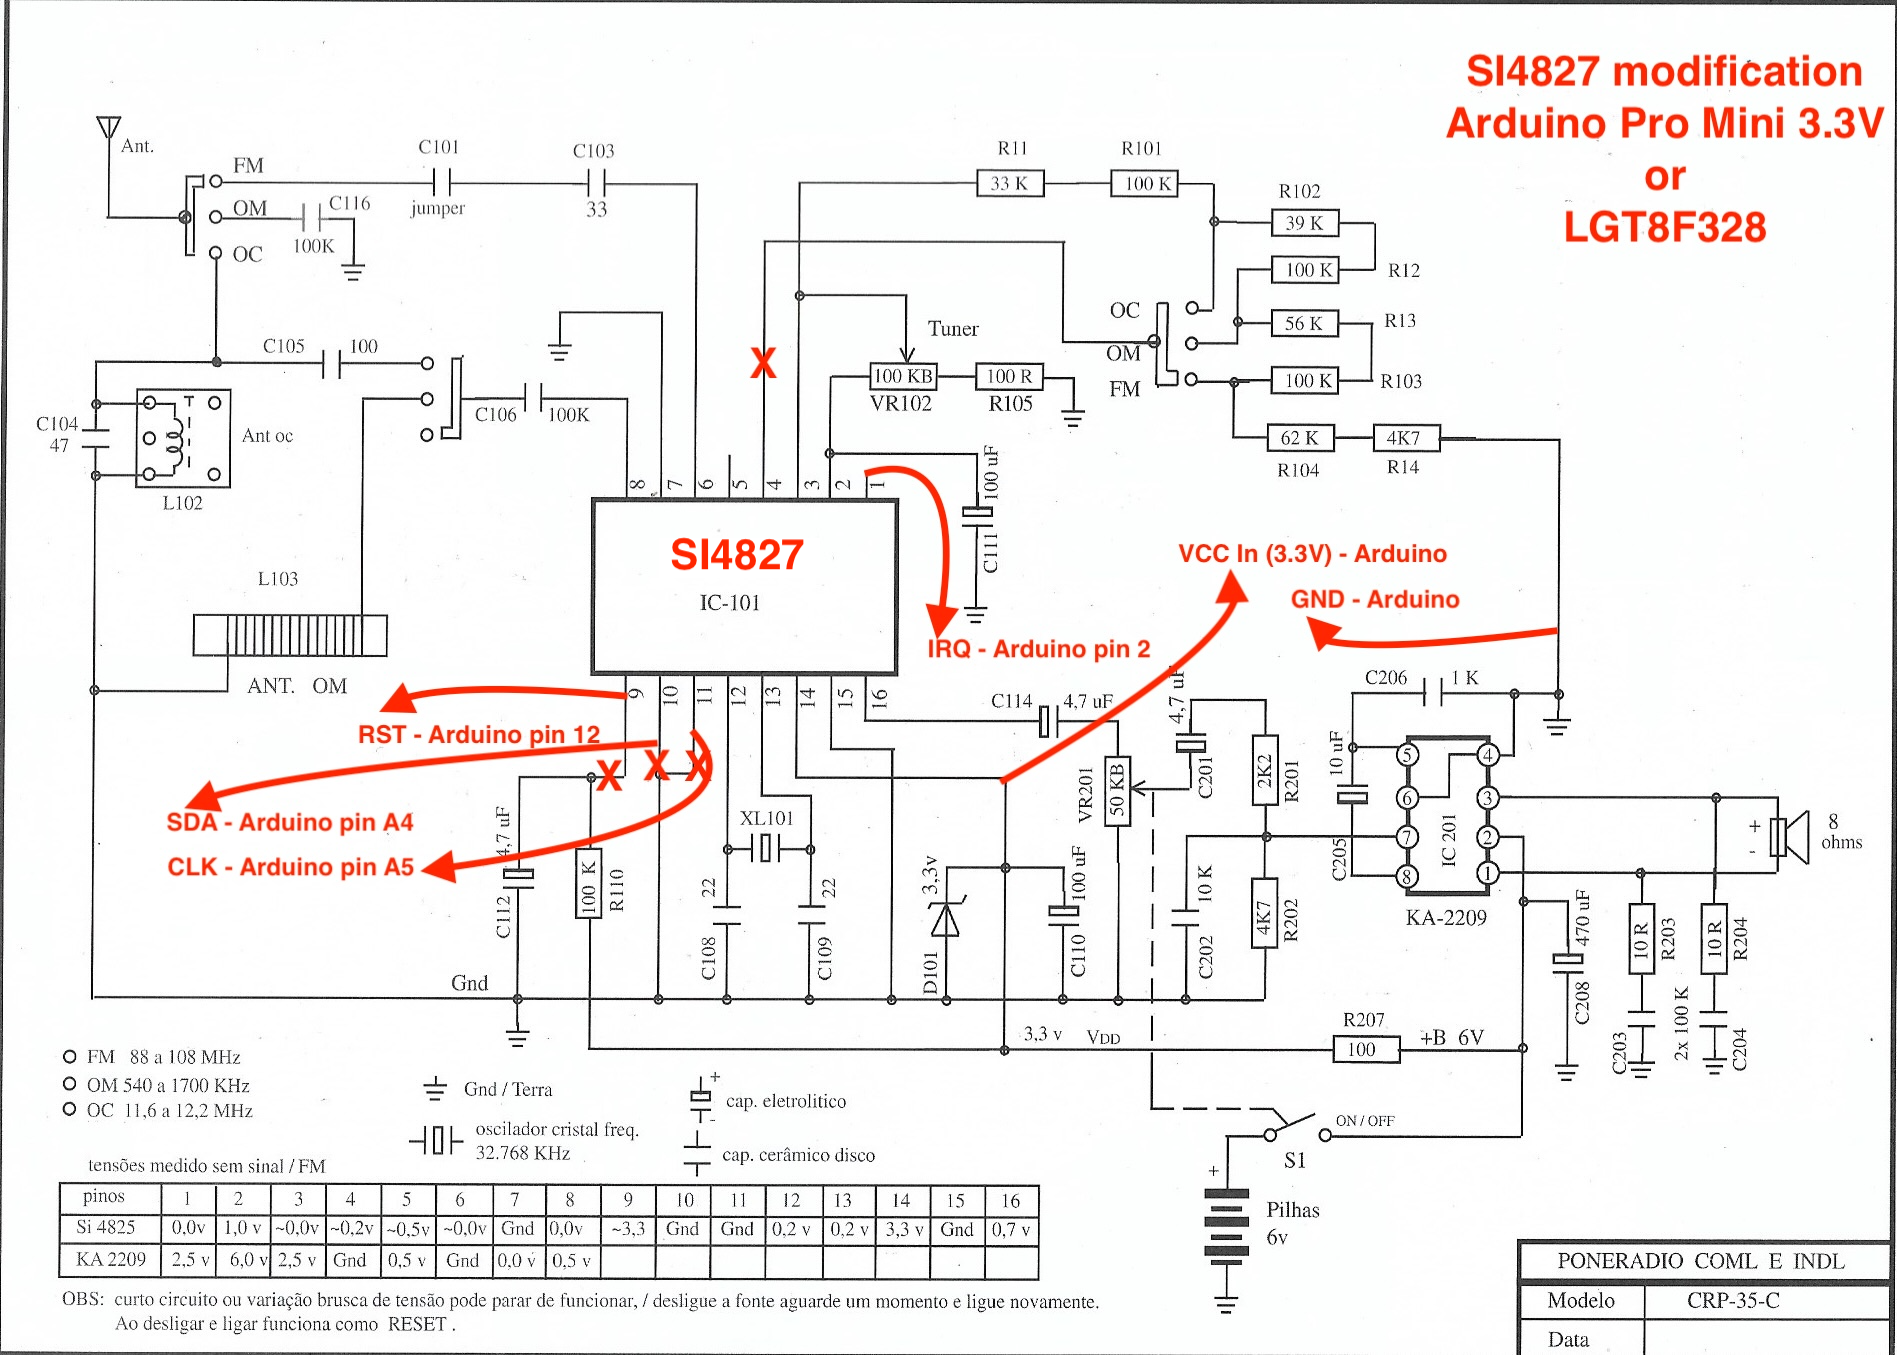 SI4827 modification
Arduino Pro Mini 3.3V
or
LGT8F328
Ant.
FM
OM
OC
C101
jumper
C103
33
C116
100K
R11
33 K
R101
100 K
R102
39 K
100 K
R12
56 K
R13
100 K
R103
62 K
R104
4K7
R14
OC
OM
FM
Tuner
100 KB
VR102
100 R
R105
X
C105
100
C104
47
Ant oc
L102
C106
100K
L103
ANT. OM
8
7
6
5
4
3
2
1
100 uF
C111
SI4827
IC-101
VCC In (3.3V) - Arduino
GND - Arduino
IRQ - Arduino pin 2
9
10
11
12
13
14
15
16
RST - Arduino pin 12
X
X
X
SDA - Arduino pin A4
CLK - Arduino pin A5
C114
4,7 uF
4,7 uF
C201
VR201
50 KB
2K2
R201
C206
1 K
10 uF
C205
5
6
7
8
4
3
2
1
IC 201
KA-2209
8
ohms
+
-
4,7 uF
C112
100 K
R110
XL101
22
C108
22
C109
3,3v
D101
100 uF
C110
10 K
C202
4K7
R202
470 uF
C208
10 R
R203
10 R
R204
C203
2x 100 K
C204
Gnd
3.3 v VDD
R207
100
+B 6V
ON / OFF
S1
+
Pilhas
6v
FM 88 a 108 MHz
OM 540 a 1700 KHz
OC 11,6 a 12,2 MHz
Gnd / Terra
oscilador cristal freq.
32.768 KHz
+
-
cap. eletrolitico
cap. cerâmico disco
tensões medido sem sinal / FM
pinos 1 2 3 4 5 6 7 8 9 10 11 12 13 14 15 16
Si 4825 0,0v 1,0 v ~0,0v ~0,2v ~0,5v ~0,0v Gnd 0,0v ~3,3 Gnd Gnd 0,2 v 0,2 v 3,3 v Gnd 0,7 v
KA 2209 2,5 v 6,0 v 2,5 v Gnd 0,5 v Gnd 0,0 v 0,5 v
OBS: curto circuito ou variação brusca de tensão pode parar de funcionar, / desligue a fonte aguarde um momento e ligue novamente.
Ao desligar e ligar funciona como RESET .
PONERADIO COML E INDL
Modelo CRP-35-C
Data